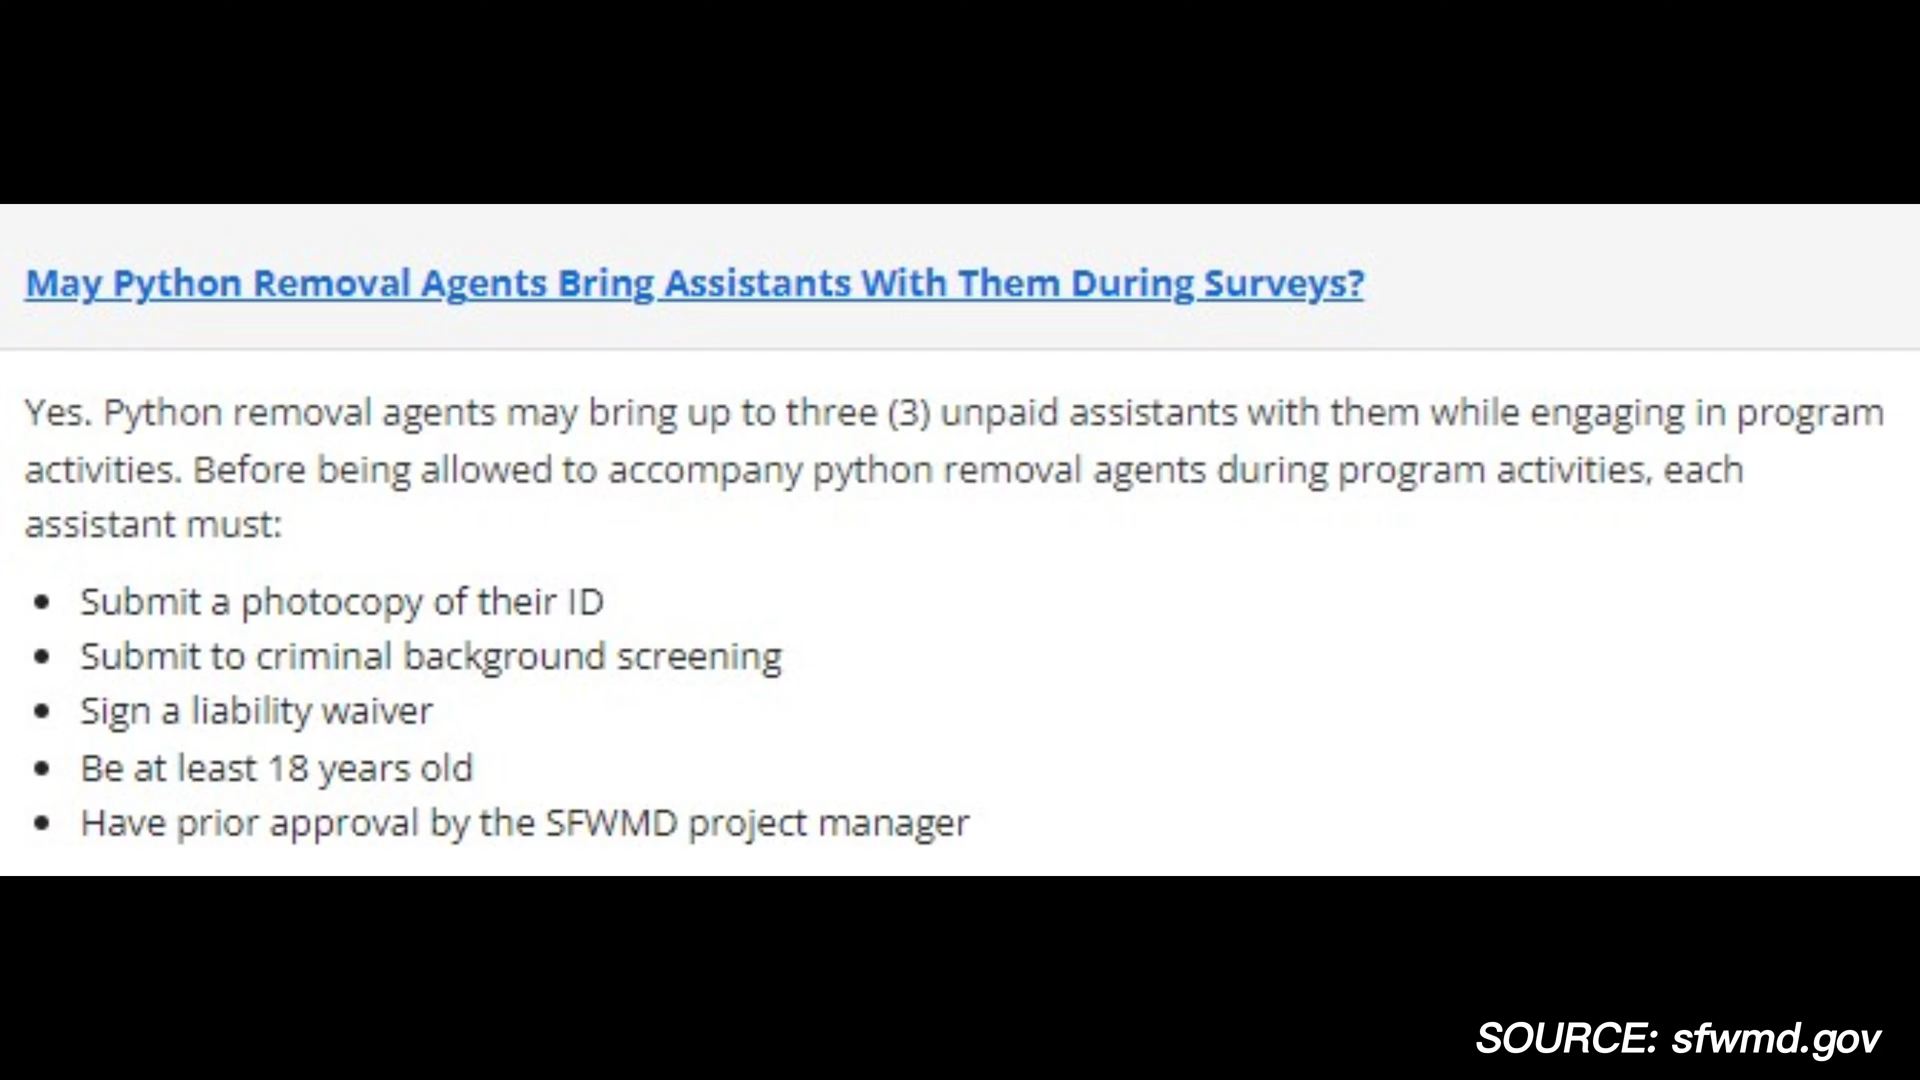 May Python Removal Agents Bring Assistants With Them During Surveys?
Yes. Python removal agents may bring up to three (3) unpaid assistants with them while engaging in program
activities. Before being allowed to accompany python removal agents during program activities, each
assistant must:
• Submit a photocopy of their ID
• Submit to criminal background screening
• Sign a liability waiver
• Be at least 18 years old
• Have prior approval by the SFWMD project manager
SOURCE: sfwmd.gov